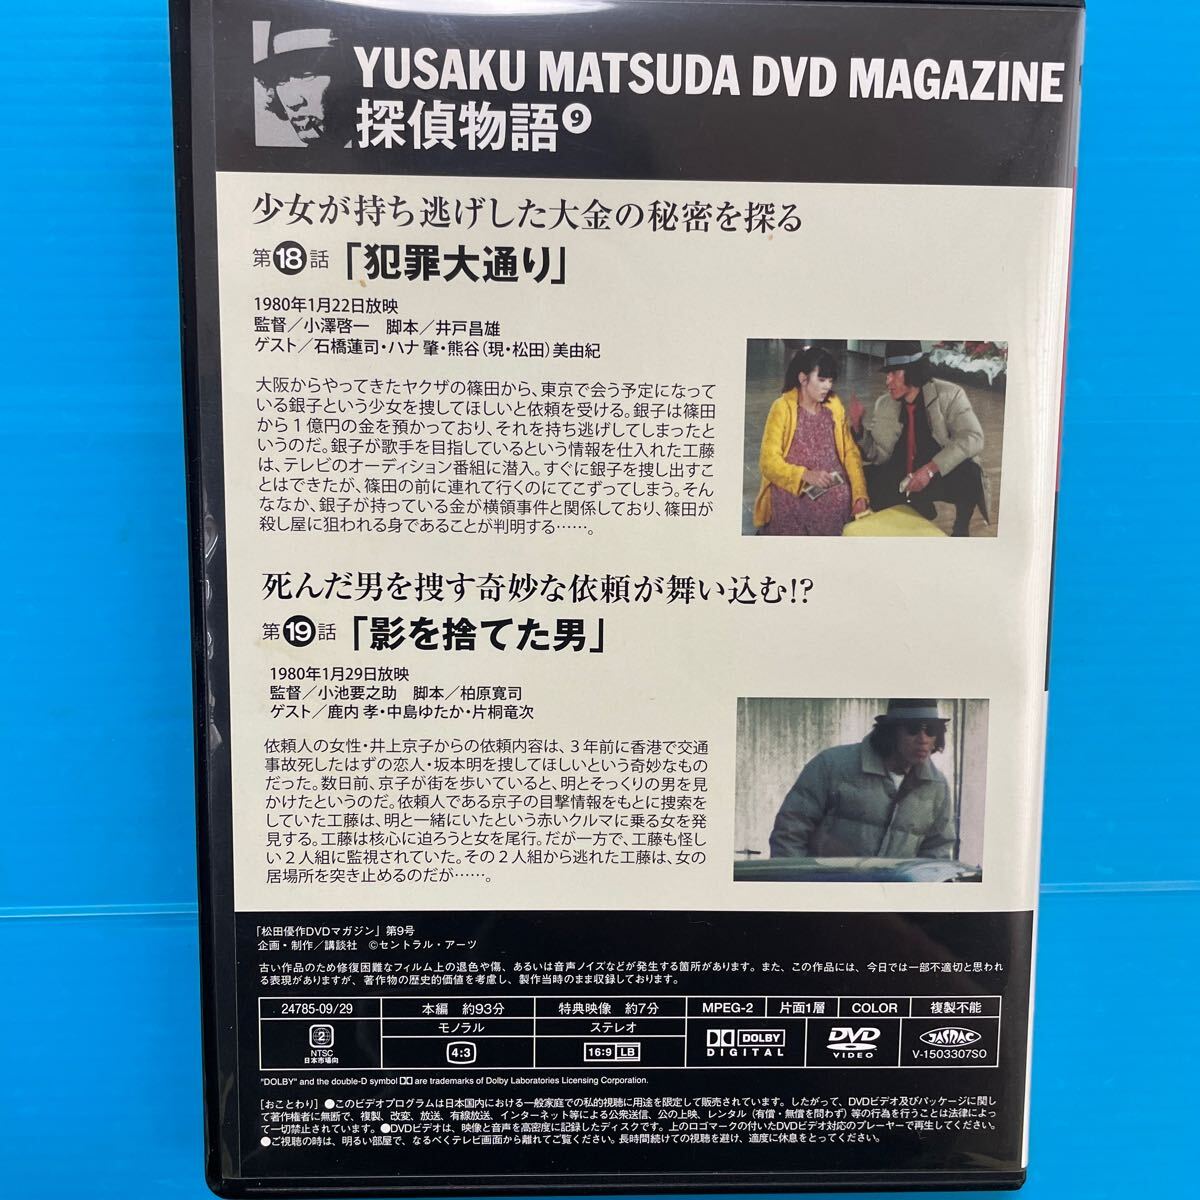 YUSAKU MATSUDA DVD MAGAZINE
探偵物語9
少女が持ち逃げした大金の秘密を探る
第18話「犯罪大通り」
1980年1月22日放映
監督／小澤啓一　脚本／井戸昌雄
ゲスト／石橋蓮司・ハナ 肇・熊谷（現・松田）美由紀
大阪からやってきたヤクザの篠田から、東京で会う予定になって
いる銀子という少女を捜してほしいと依頼を受ける。銀子は篠田
から1億円の金を預かっており、それを持ち逃げしてしまったと
いうのだ。銀子が歌手を目指しているという情報を仕入れた工藤
は、テレビのオーディション番組に潜入。すぐに銀子を捜し出すこ
とはできたが、篠田の前に連れて行くのにてこずってしまう。そん
ななか、銀子が持っている金が横領事件と関係しており、篠田が
殺し屋に狙われる身であることが判明する……。
死んだ男を捜す奇妙な依頼が舞い込む!?
第19話「影を捨てた男」
1980年1月29日放映
監督／小池要之助　脚本／柏原寛司
ゲスト／鹿内 孝・中島ゆたか・片桐竜次
依頼人の女性・井上京子からの依頼内容は、3年前に香港で交通
事故死したはずの恋人・坂本明を捜してほしいという奇妙なもの
だった。数日前、京子が街を歩いていると、明とそっくりの男を見
かけたというのだ。依頼人である京子の目撃情報をもとに捜索を
していた工藤は、明と一緒にいたという赤いクルマに乗る女を発
見する。工藤は核心に迫ろうと女を尾行。だが一方で、工藤も怪し
い2人組に監視されていた。その2人組から逃れた工藤は、女の
居場所を突き止めるのだが……。
「松田優作DVDマガジン」第9号
企画・制作／講談社　©セントラル・アーツ
古い作品のため修復困難なフィルム上の退色や傷、あるいは音声ノイズなどが発生する箇所があります。また、この作品には、今日では一部不適切と思われ
る表現がありますが、著作物の歴史的価値を考慮し、製作当時のまま収録しております。
24785-09/29　本編 約93分　特典映像 約7分　MPEG-2　片面1層　COLOR　複製不能
モノラル　ステレオ
2 NTSC 日本市場向　4:3　16:9 LB　DOLBY DIGITAL　DVD VIDEO　JASRAC V-1503307SO
"DOLBY" and the double-D symbol are trademarks of Dolby Laboratories Licensing Corporation.
[おことわり] ●このビデオプログラムは日本国内における一般家庭での私的視聴に用途を限定して販売されています。したがって、DVDビデオ及びパッケージに関し
て著作権者に無断で、複製、改変、放送、有線放送、インターネット等による公衆送信、公の上映、レンタル（有償・無償を問わず）等の行為を行うことは法律によっ
て一切禁止されています。●DVDビデオは、映像と音声を高密度に記録したディスクです。上のロゴマークの付いたDVDビデオ対応のプレーヤーで再生してください。
●ご視聴の時は、明るい部屋で、なるべくテレビ画面から離れてご覧ください。長時間続けての視聴を避け、適度に休息をとってください。